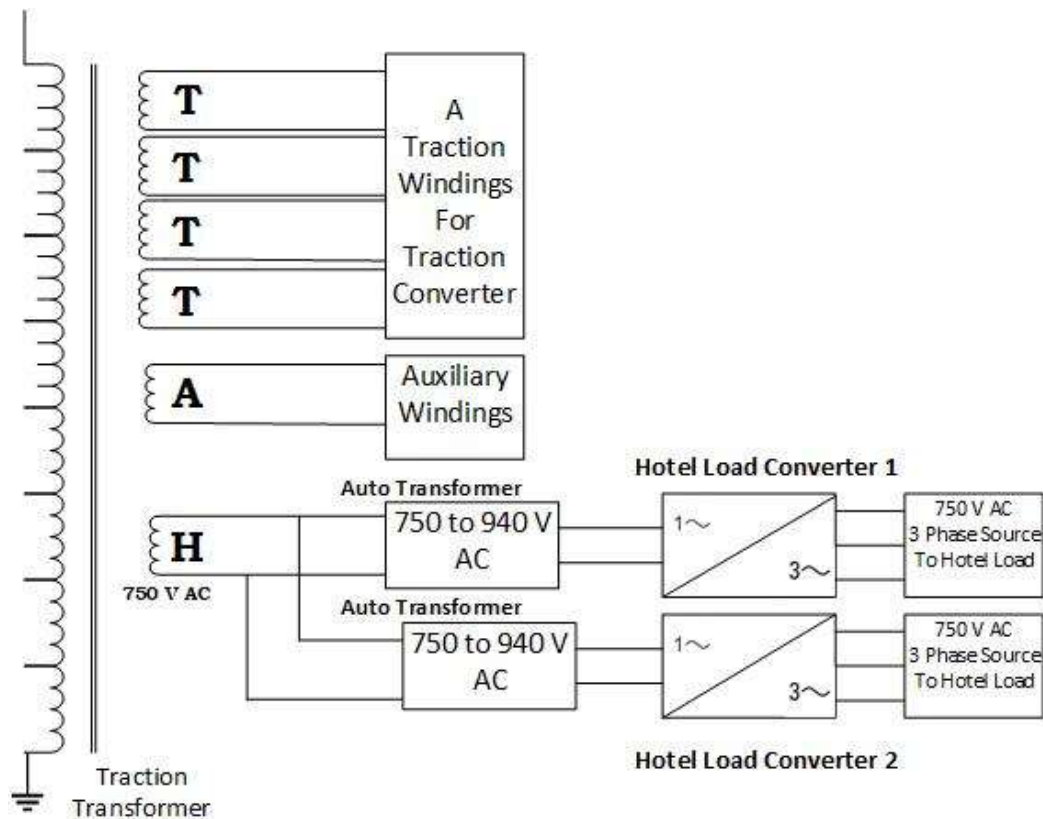 T
T
T
T
A
Traction
Windings
For
Traction
Converter
A
Auxiliary
Windings
Hotel Load Converter 1
Auto Transformer
H
750 V AC
750 to 940 V
AC
1~
3~
750 V AC
3 Phase Source
To Hotel Load
Auto Transformer
750 to 940 V
AC
1~
3~
750 V AC
3 Phase Source
To Hotel Load
Hotel Load Converter 2
Traction
Transformer